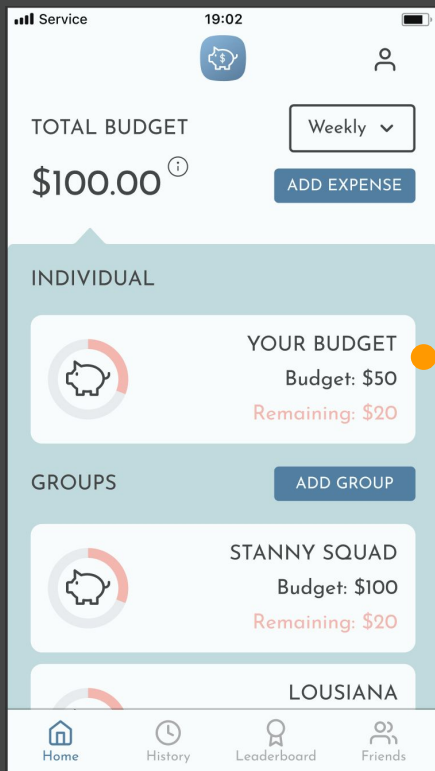 Service
19:02
TOTAL BUDGET
Weekly
$100.00
ADD EXPENSE
INDIVIDUAL
YOUR BUDGET
Budget: $50
Remaining: $20
GROUPS
ADD GROUP
STANNY SQUAD
Budget: $100
Remaining: $20
LOUSIANA
Home
History
Leaderboard
Friends